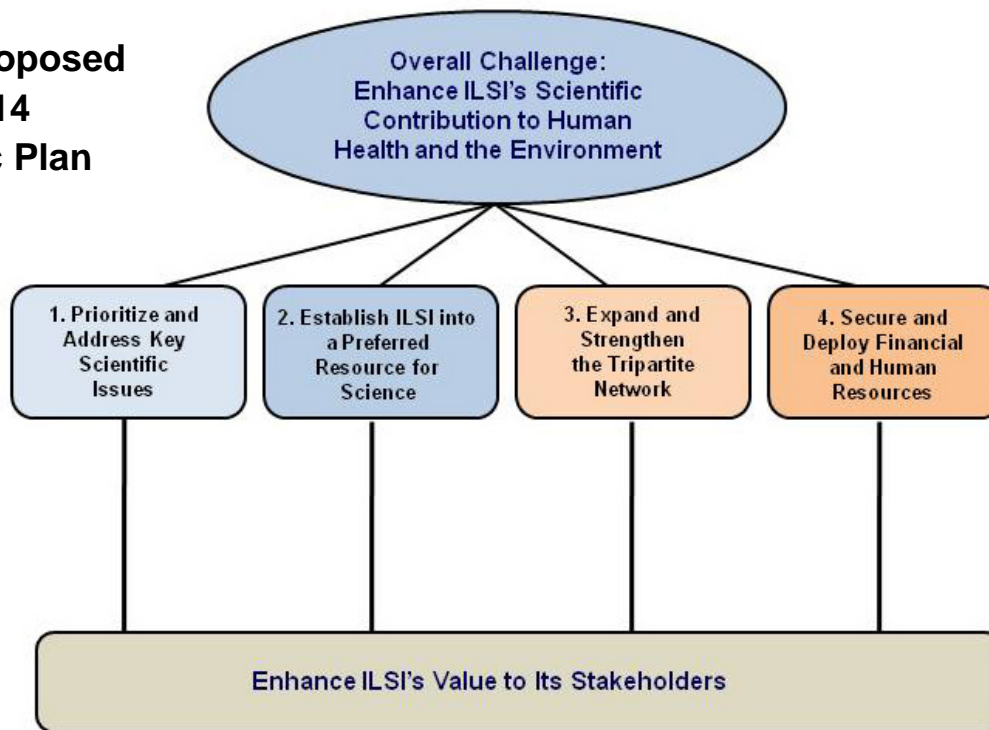 oposed
14
c Plan
Overall Challenge:
Enhance ILSI's Scientific
Contribution to Human
Health and the Environment
1. Prioritize and
Address Key
Scientific
Issues
2. Establish ILSI into
a Preferred
Resource for
Science
3. Expand and
Strengthen
the Tripartite
Network
4. Secure and
Deploy Financial
and Human
Resources
Enhance ILSI's Value to Its Stakeholders